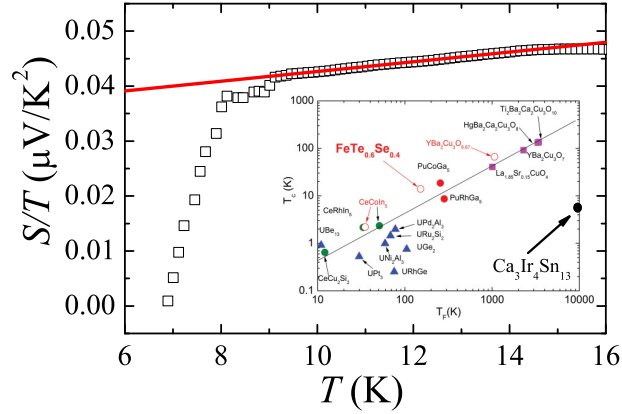 S/T (μV/K²)
0.05
0.04
0.03
0.02
0.01
0.00
6
8
10
12
14
16
T (K)
1000
100
10
1
0.1
T_c(K)
10
100
1000
10000
T_F(K)
Ti₂Ba₂Ca₂Cu₃O₁₀
HgBa₂Ca₂Cu₃O₈
YBa₂Cu₃O₆.₆₇
YBa₂Cu₃O₇
FeTe₀.₆Se₀.₄
PuCoGa₅
La₁.₈₅Sr₀.₁₅CuO₄
PuRhGa₅
CeRhIn₅
CeCoIn₅
UPd₂Al₃
UBe₁₃
URu₂Si₂
UGe₂
UNi₂Al₃
CeCu₂Si₂
UPt₃
URhGe
Ca₃Ir₄Sn₁₃